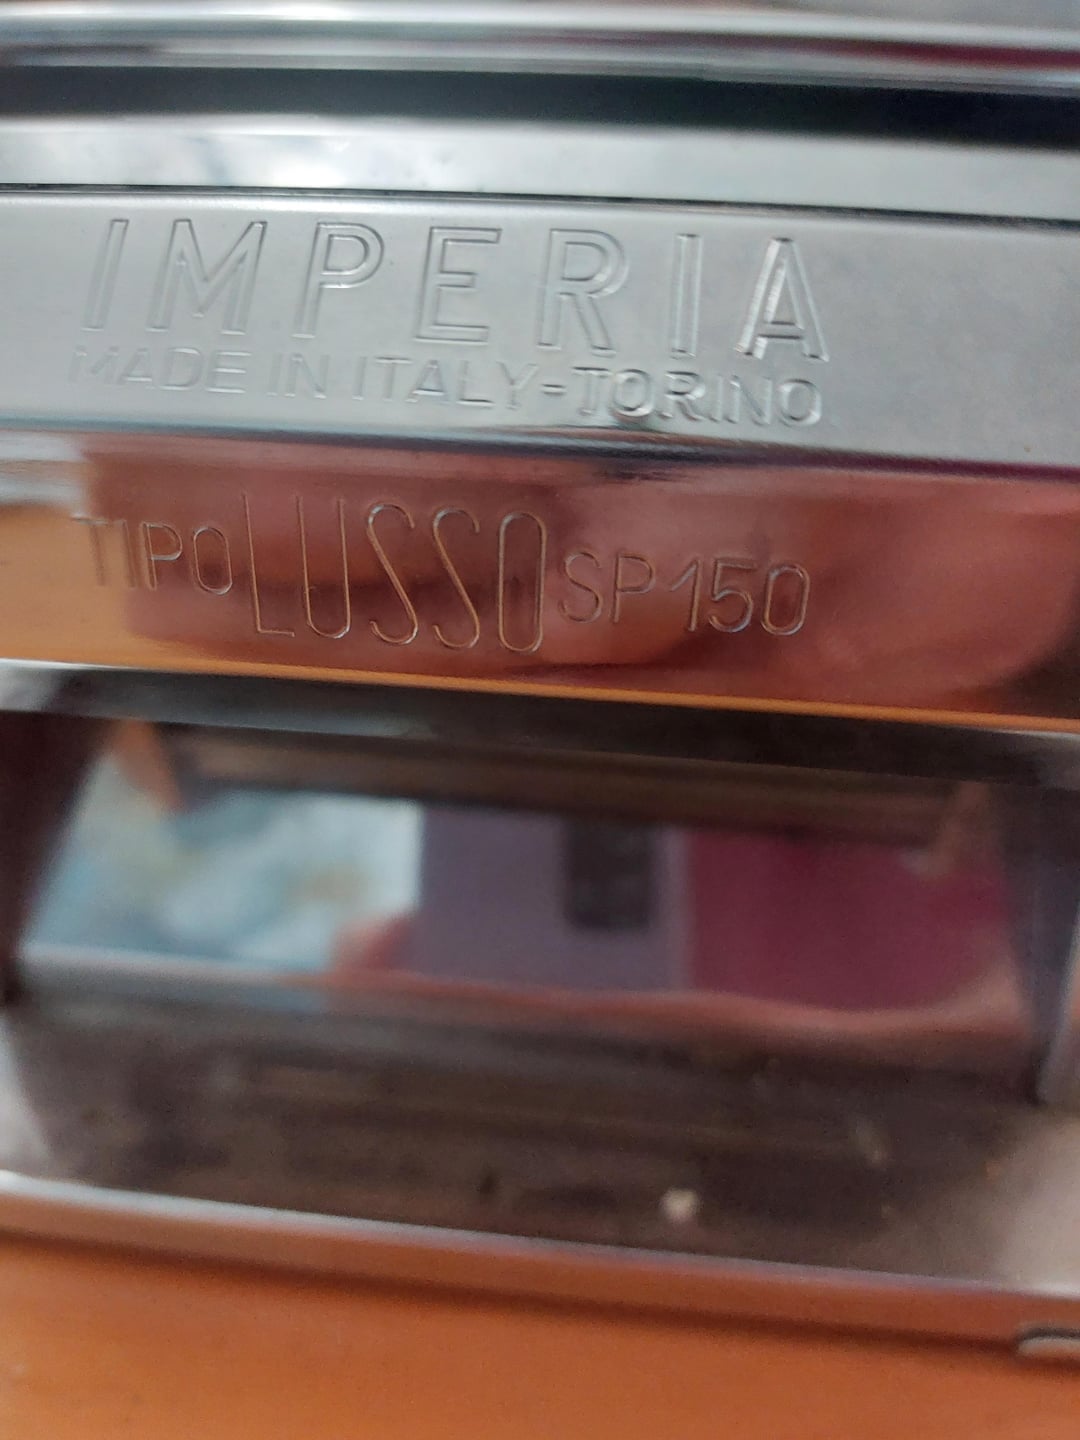 IMPERIA
MADE IN ITALY-TORINO
TIPO LUSSO SP150